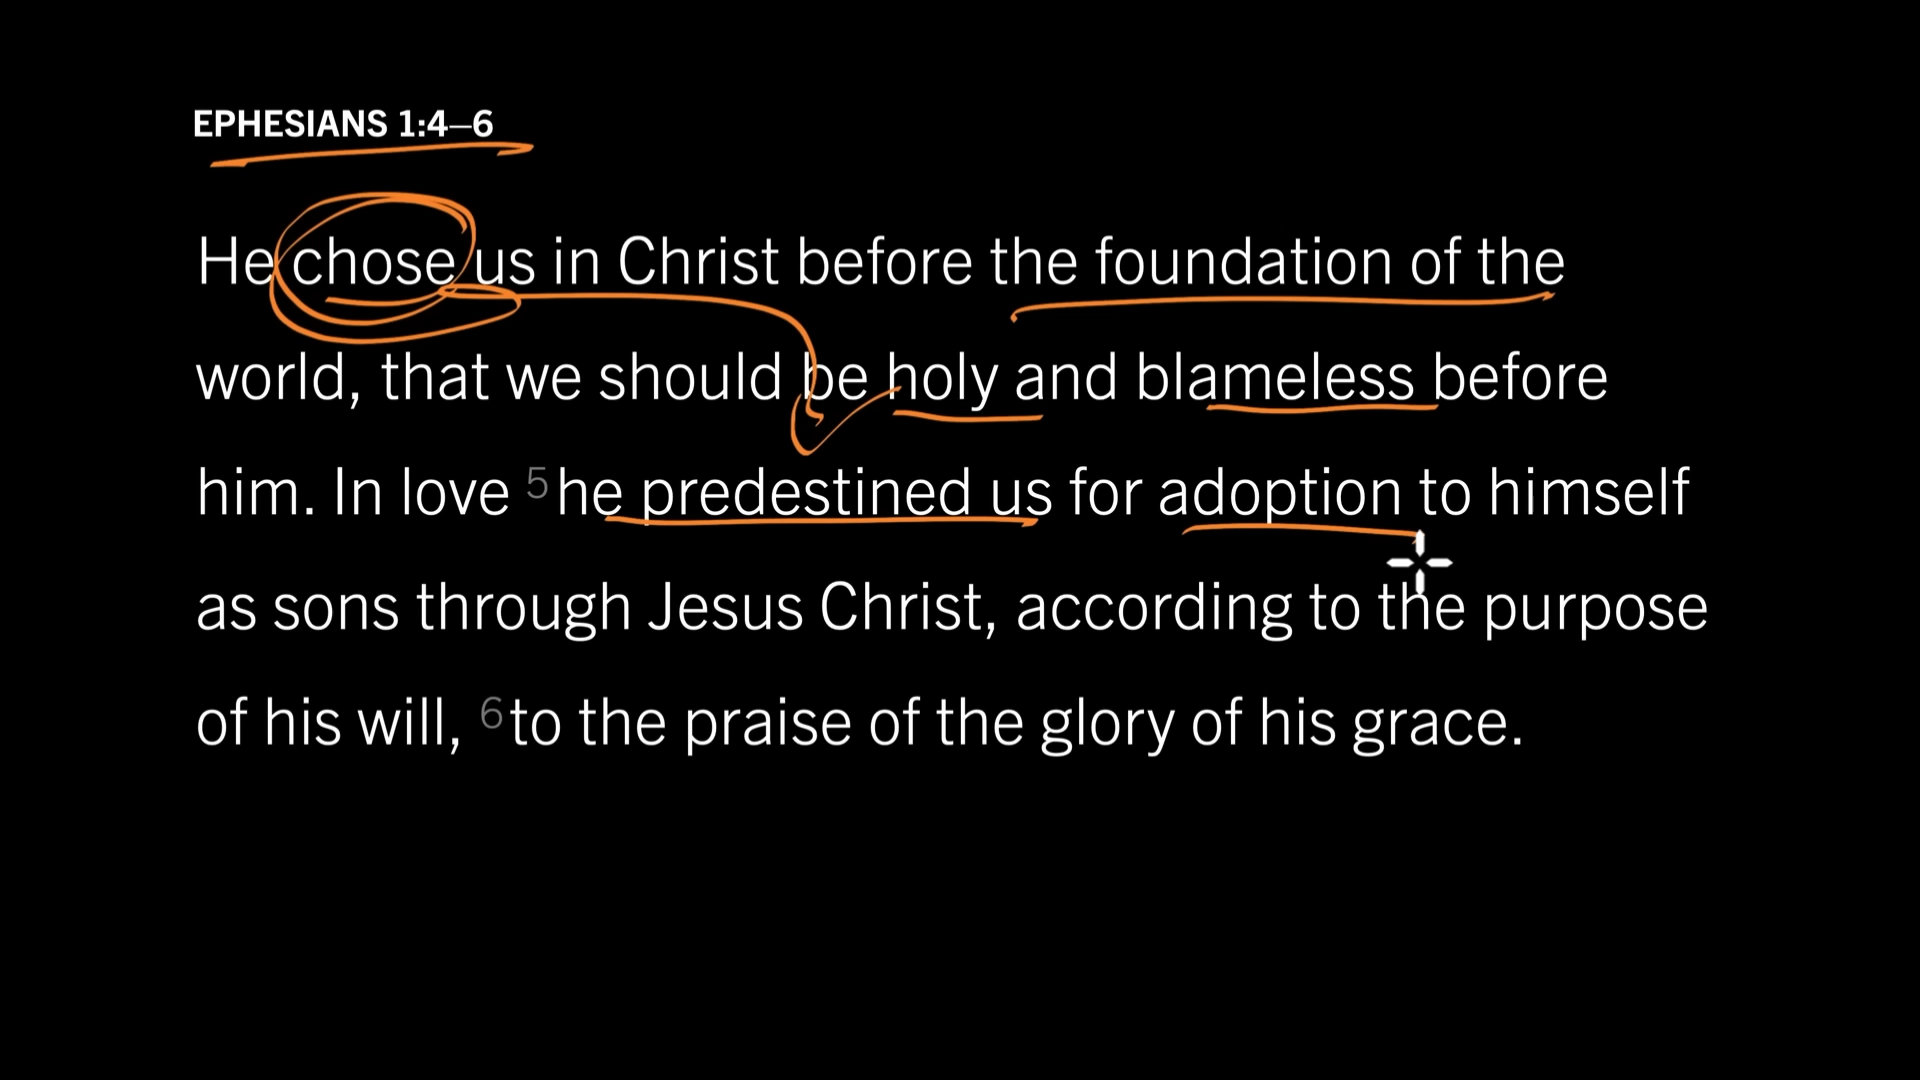 EPHESIANS 1:4–6
He chose us in Christ before the foundation of the
world, that we should be holy and blameless before
him. In love 5 he predestined us for adoption to himself
as sons through Jesus Christ, according to the purpose
of his will, 6 to the praise of the glory of his grace.